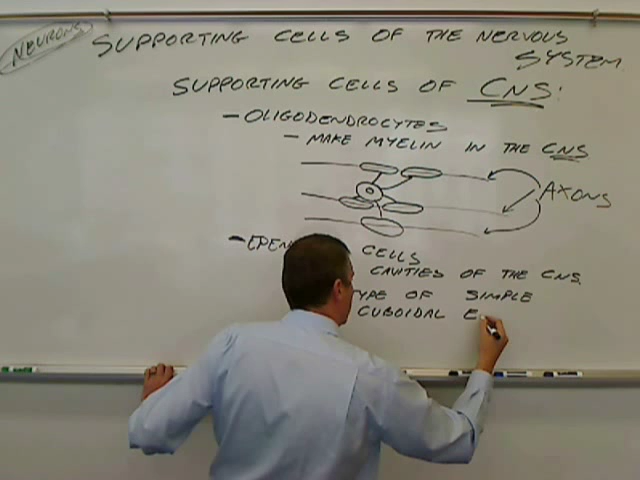 NEURONS
SUPPORTING CELLS OF THE NERVOUS
SYSTEM.
SUPPORTING CELLS OF CNS:
- OLIGODENDROCYTES
- MAKE MYELIN IN THE CNS
AXONS
CELLS
CAVITIES OF THE CNS.
YPE OF SIMPLE
CUBOIDAL E